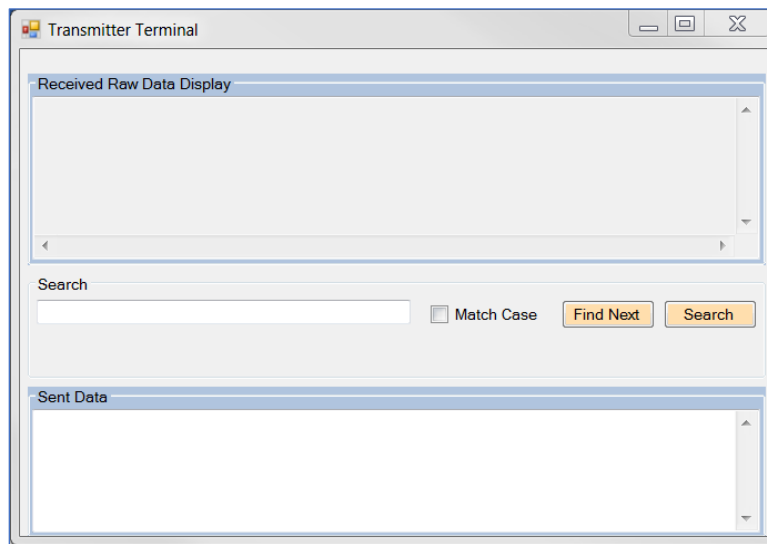 Transmitter Terminal
Received Raw Data Display
Search
Match Case Find Next Search
Sent Data